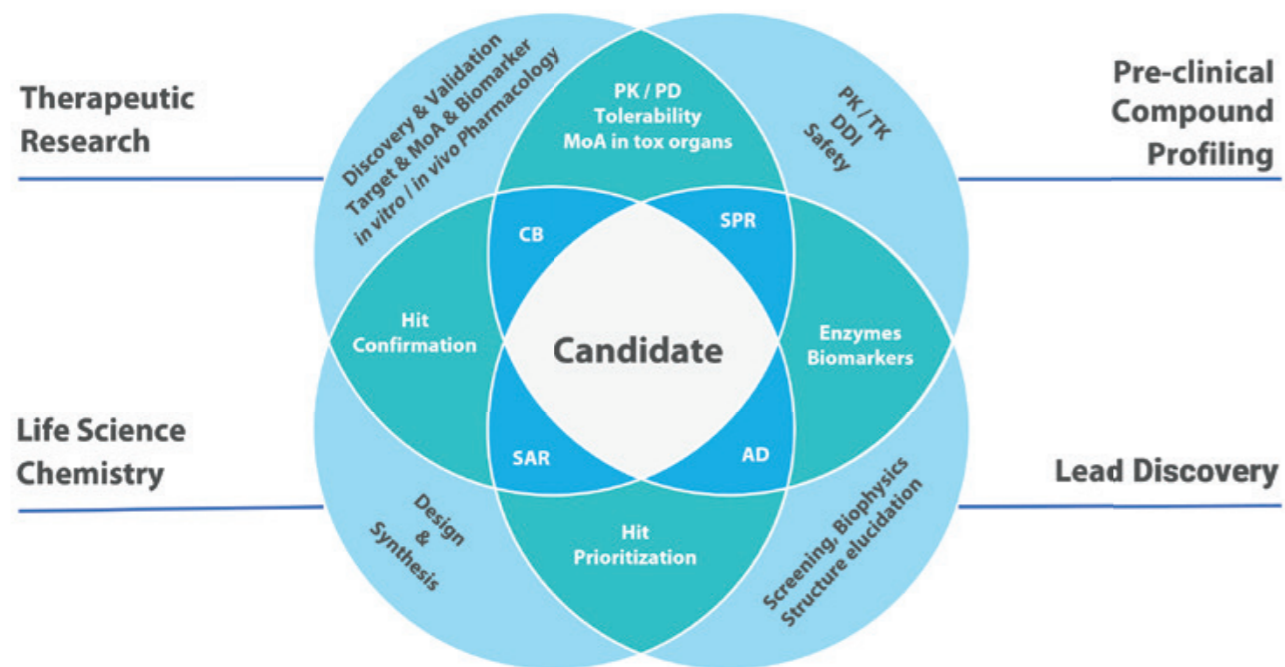 Therapeutic
Research
Discovery & Validation
Target & MoA & Biomarker
in vitro / in vivo Pharmacology
PK / PD
Tolerability
MoA in tox organs
PK / TK
DDI
Safety
Pre-clinical
Compound
Profiling
CB
SPR
Hit
Confirmation
Candidate
Enzymes
Biomarkers
Life Science
Chemistry
SAR
AD
Lead Discovery
Design
&
Synthesis
Hit
Prioritization
Screening, Biophysics
Structure elucidation